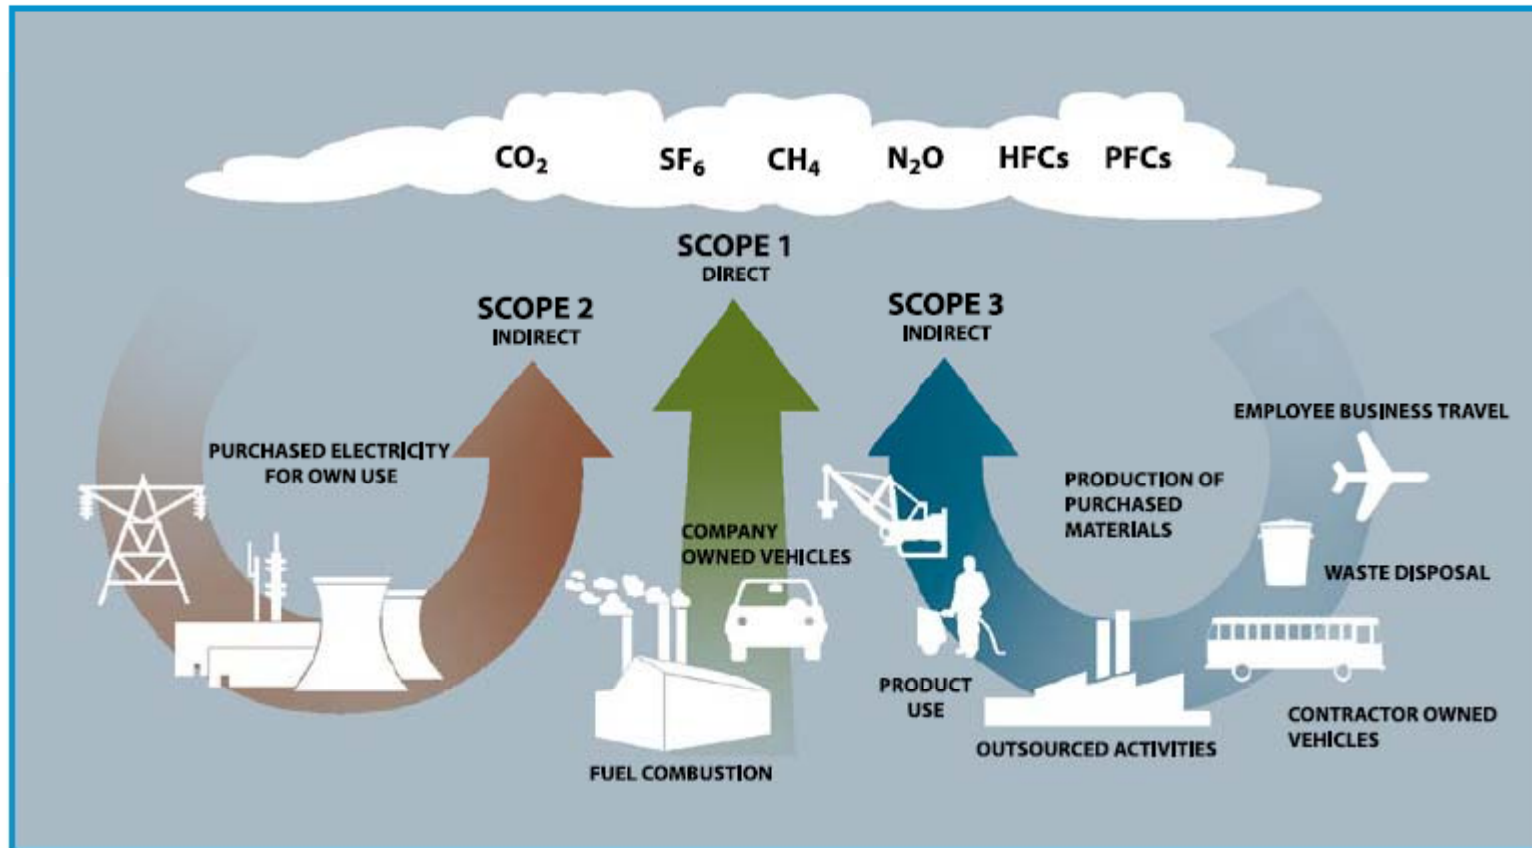 CO₂ SF₆ CH₄ N₂O HFCs PFCs
SCOPE 1
DIRECT
SCOPE 2
INDIRECT
SCOPE 3
INDIRECT
PURCHASED ELECTRICITY
FOR OWN USE
COMPANY
OWNED VEHICLES
FUEL COMBUSTION
EMPLOYEE BUSINESS TRAVEL
PRODUCTION OF
PURCHASED
MATERIALS
WASTE DISPOSAL
PRODUCT
USE
OUTSOURCED ACTIVITIES
CONTRACTOR OWNED
VEHICLES